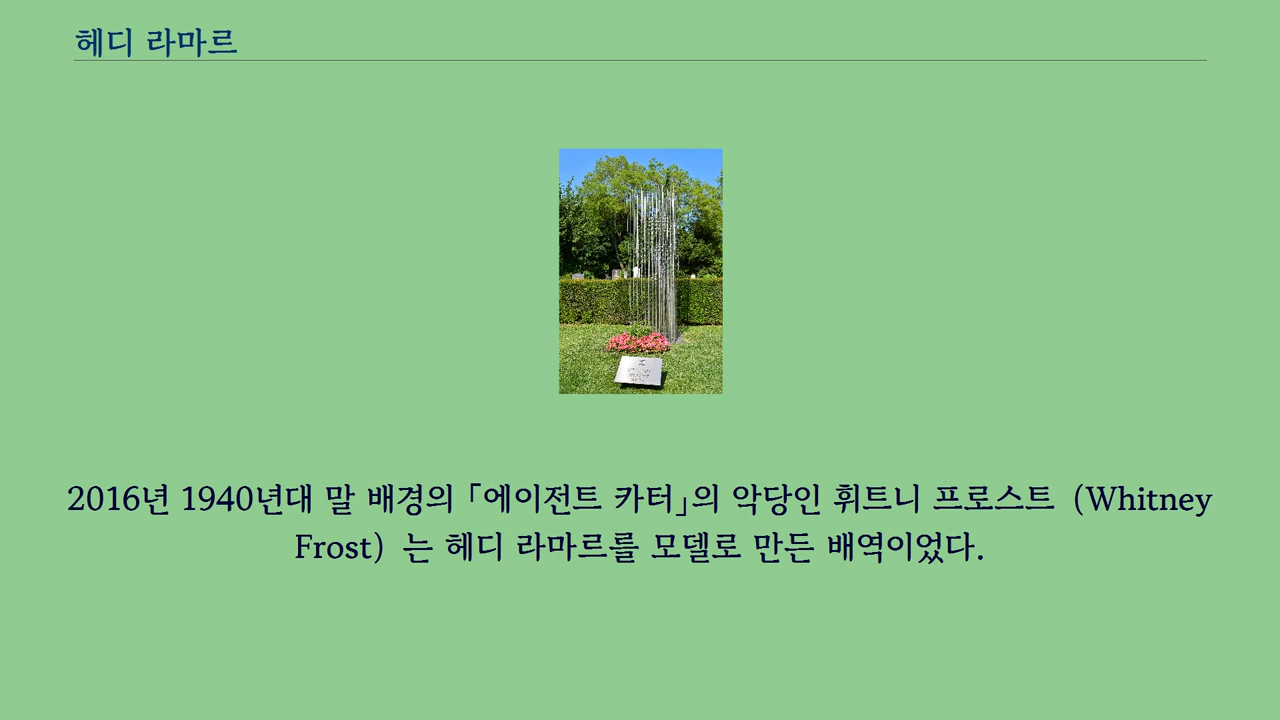 헤디 라마르
2016년 1940년대 말 배경의 「에이전트 카터」의 악당인 휘트니 프로스트 (Whitney
Frost) 는 헤디 라마르를 모델로 만든 배역이었다.